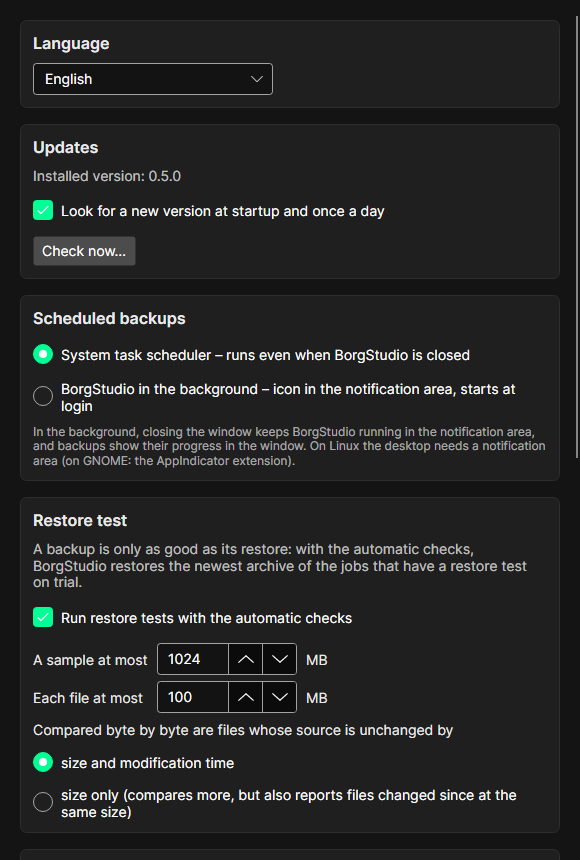 Language
English
Updates
Installed version: 0.5.0
Look for a new version at startup and once a day
Check now...
Scheduled backups
System task scheduler – runs even when BorgStudio is closed
BorgStudio in the background – icon in the notification area, starts at
login
In the background, closing the window keeps BorgStudio running in the notification area,
and backups show their progress in the window. On Linux the desktop needs a notification
area (on GNOME: the AppIndicator extension).
Restore test
A backup is only as good as its restore: with the automatic checks,
BorgStudio restores the newest archive of the jobs that have a restore test
on trial.
Run restore tests with the automatic checks
A sample at most 1024 MB
Each file at most 100 MB
Compared byte by byte are files whose source is unchanged by
size and modification time
size only (compares more, but also reports files changed since at the
same size)